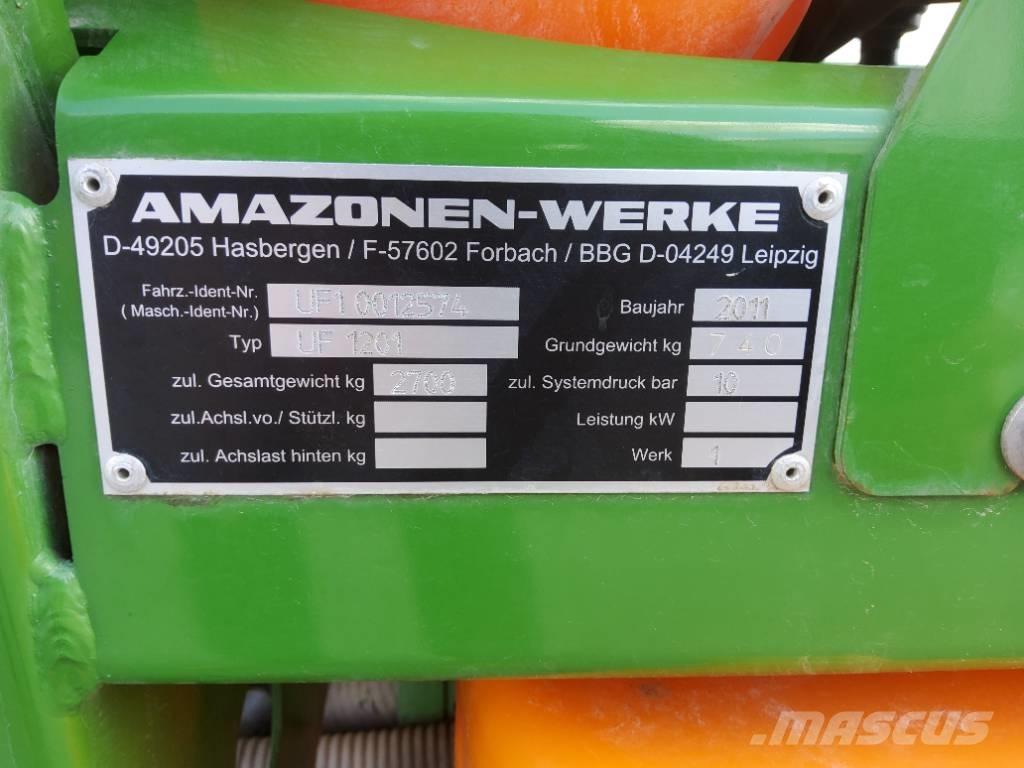 AMAZONEN-WERKE
D-49205 Hasbergen / F-57602 Forbach / BBG D-04249 Leipzig
Fahrz.-Ident-Nr.
(Masch.-Ident-Nr.) UF1 0012574
Baujahr 2011
Typ UF 1201
Grundgewicht kg 740
zul. Gesamtgewicht kg 2700
zul. Systemdruck bar 10
zul.Achsl.vo./ Stützl. kg
Leistung kW
zul. Achslast hinten kg
Werk 1
MASCUS